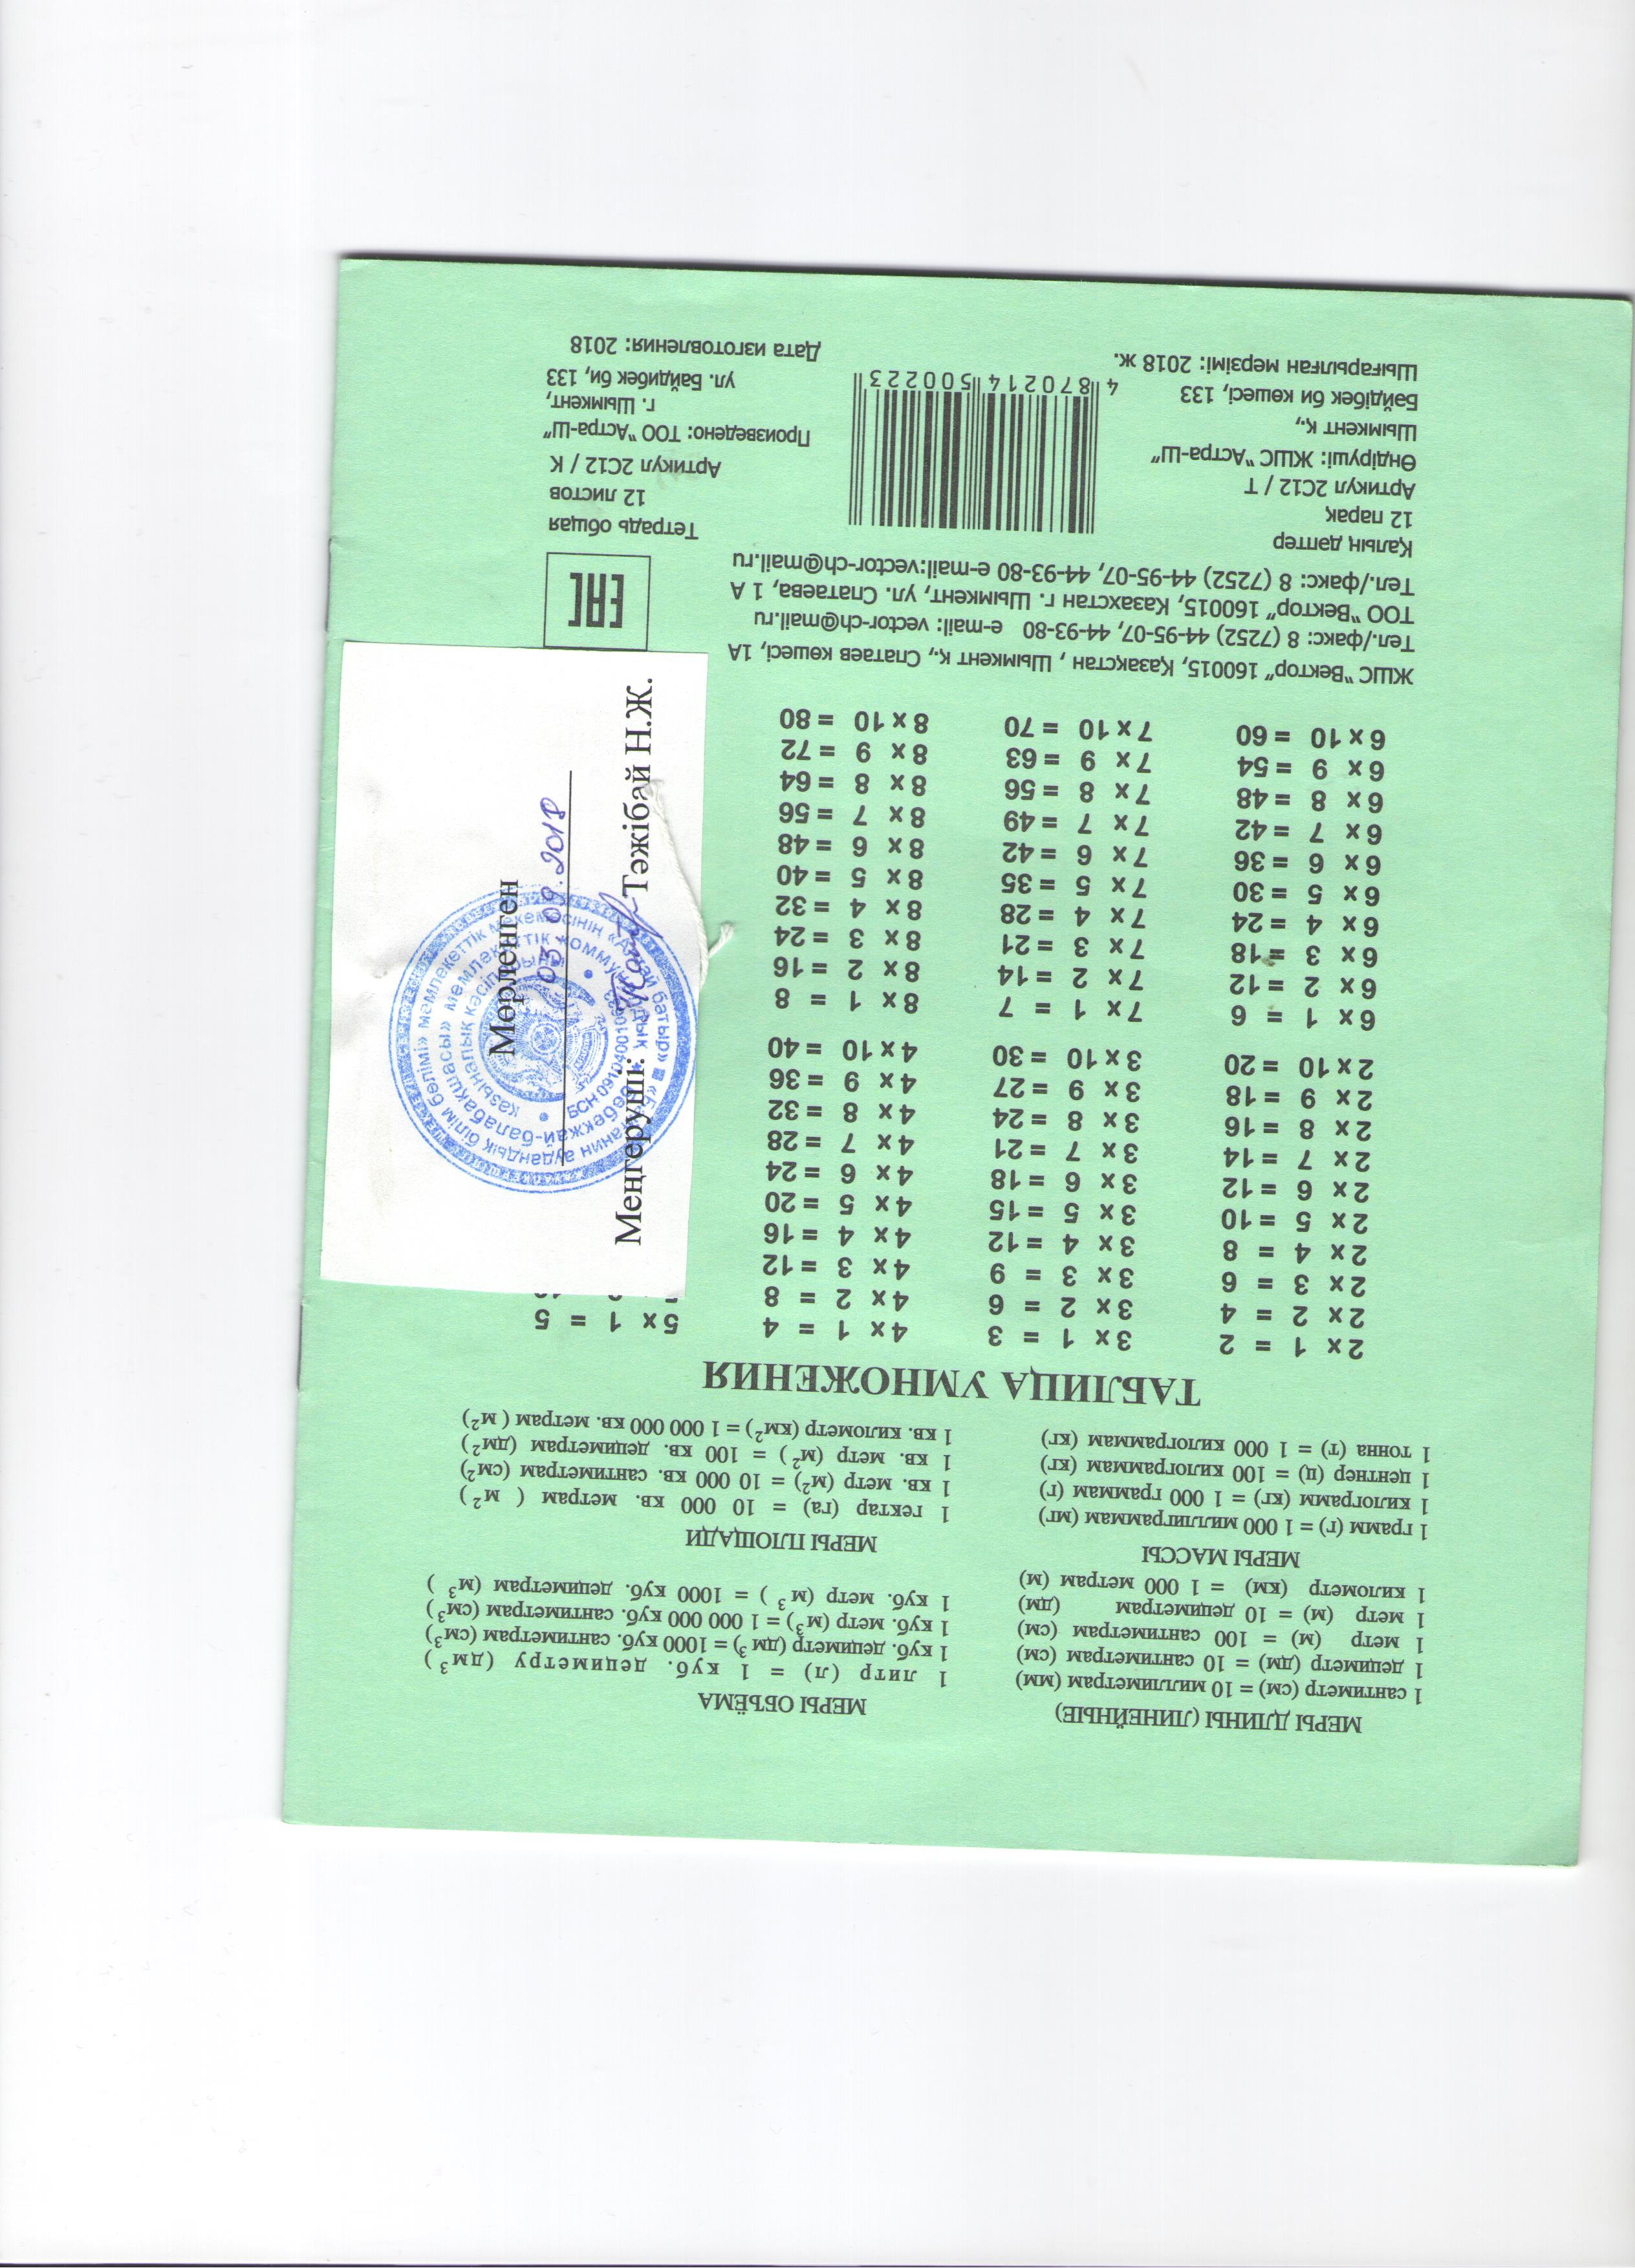 МЕРЫ ДЛИНЫ (ЛИНЕЙНЫЕ)
1 сантиметр (см) = 10 миллиметрам (мм)
1 дециметр (дм) = 10 сантиметрам (см)
1 метр (м) = 100 сантиметрам (см)
1 метр (м) = 10 дециметрам (дм)
1 километр (км) = 1 000 метрам (м)
МЕРЫ МАССЫ
1 грамм (г) = 1 000 миллиграммам (мг)
1 килограмм (кг) = 1 000 граммам (г)
1 центнер (ц) = 100 килограммам (кг)
1 тонна (т) = 1 000 килограммам (кг)
МЕРЫ ОБЪЁМА
1 литр (л) = 1 куб. дециметру (дм³)
1 куб. дециметр (дм³) = 1000 куб. сантиметрам (см³)
1 куб. метр (м³) = 1 000 000 куб. сантиметрам (см³)
1 куб. метр (м³) = 1000 куб. дециметрам (м³)
МЕРЫ ПЛОЩАДИ
1 гектар (га) = 10 000 кв. метрам (м²)
1 кв. метр (м²) = 10 000 кв. сантиметрам (см²)
1 кв. метр (м²) = 100 кв. дециметрам (дм²)
1 кв. километр (км²) = 1 000 000 кв. метрам (м²)
ТАБЛИЦА УМНОЖЕНИЯ
2 x 1 = 2 3 x 1 = 3 4 x 1 = 4 5 x 1 = 5
2 x 2 = 4 3 x 2 = 6 4 x 2 = 8
2 x 3 = 6 3 x 3 = 9 4 x 3 = 12
2 x 4 = 8 3 x 4 = 12 4 x 4 = 16
2 x 5 = 10 3 x 5 = 15 4 x 5 = 20
2 x 6 = 12 3 x 6 = 18 4 x 6 = 24
2 x 7 = 14 3 x 7 = 21 4 x 7 = 28
2 x 8 = 16 3 x 8 = 24 4 x 8 = 32
2 x 9 = 18 3 x 9 = 27 4 x 9 = 36
2 x 10 = 20 3 x 10 = 30 4 x 10 = 40
6 x 1 = 6 7 x 1 = 7 8 x 1 = 8
6 x 2 = 12 7 x 2 = 14 8 x 2 = 16
6 x 3 = 18 7 x 3 = 21 8 x 3 = 24
6 x 4 = 24 7 x 4 = 28 8 x 4 = 32
6 x 5 = 30 7 x 5 = 35 8 x 5 = 40
6 x 6 = 36 7 x 6 = 42 8 x 6 = 48
6 x 7 = 42 7 x 7 = 49 8 x 7 = 56
6 x 8 = 48 7 x 8 = 56 8 x 8 = 64
6 x 9 = 54 7 x 9 = 63 8 x 9 = 72
6 x 10 = 60 7 x 10 = 70 8 x 10 = 80
Мөрленген
03 09. 2018
Меңгеруші: Тәжібай Н.Ж.
ЖШС "Вектор" 160015, Қазақстан , Шымкент қ., Спатаев көшесі, 1А
Тел./факс: 8 (7252) 44-95-07, 44-93-80 e-mail: vector-ch@mail.ru
ТОО "Вектор" 160015, Казахстан г. Шымкент, ул. Спатаева, 1 А
Тел./факс: 8 (7252) 44-95-07, 44-93-80 e-mail:vector-ch@mail.ru
ЕАС
Қалың дәптер
12 парақ
Артикул 2С12 / Т
Өндіруші: ЖШС "Астра-Ш"
Шымкент қ.,
Бәйдібек би көшесі, 133
Шығарылған мерзімі: 2018 ж.
4 870214 500223
Тетрадь общая
12 листов
Артикул 2С12 / К
Произведено: ТОО "Астра-Ш"
г. Шымкент,
ул. Байдибек би, 133
Дата изготовления: 2018